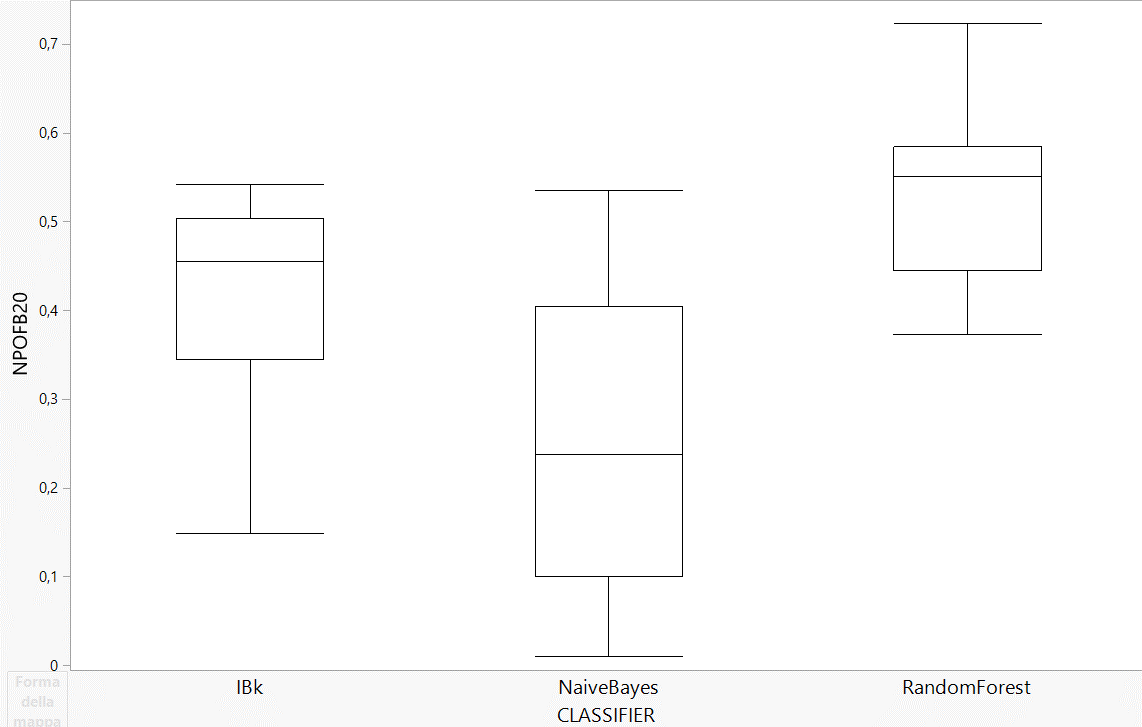 NPOFB20
0,7
0,6
0,5
0,4
0,3
0,2
0,1
0
IBk
NaiveBayes
RandomForest
CLASSIFIER
Forma
della
mappa